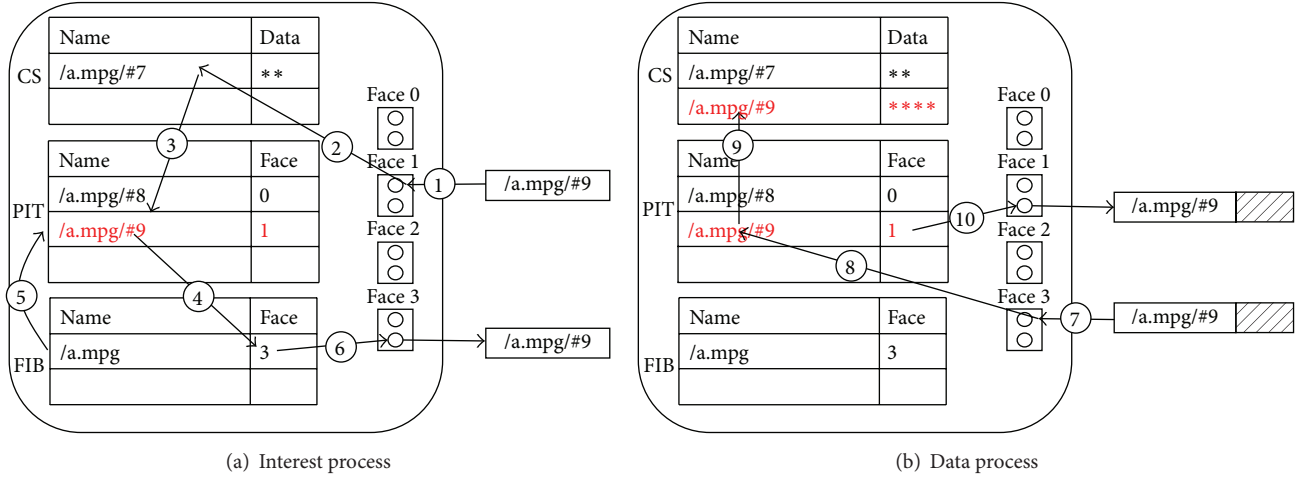 Name Data
CS /a.mpg/#7 **
Face 0
Name Face
Face 1
/a.mpg/#8 0
PIT /a.mpg/#9 1
Face 2
Name Face
Face 3
/a.mpg 3
FIB
1 /a.mpg/#9
2
3
4
5
6 /a.mpg/#9
(a) Interest process
Name Data
CS /a.mpg/#7 **
/a.mpg/#9 ****
Face 0
Name Face
Face 1
/a.mpg/#8 0
PIT /a.mpg/#9 1
Face 2
Name Face
Face 3
/a.mpg 3
FIB
7 /a.mpg/#9
8
9
10 /a.mpg/#9
(b) Data process